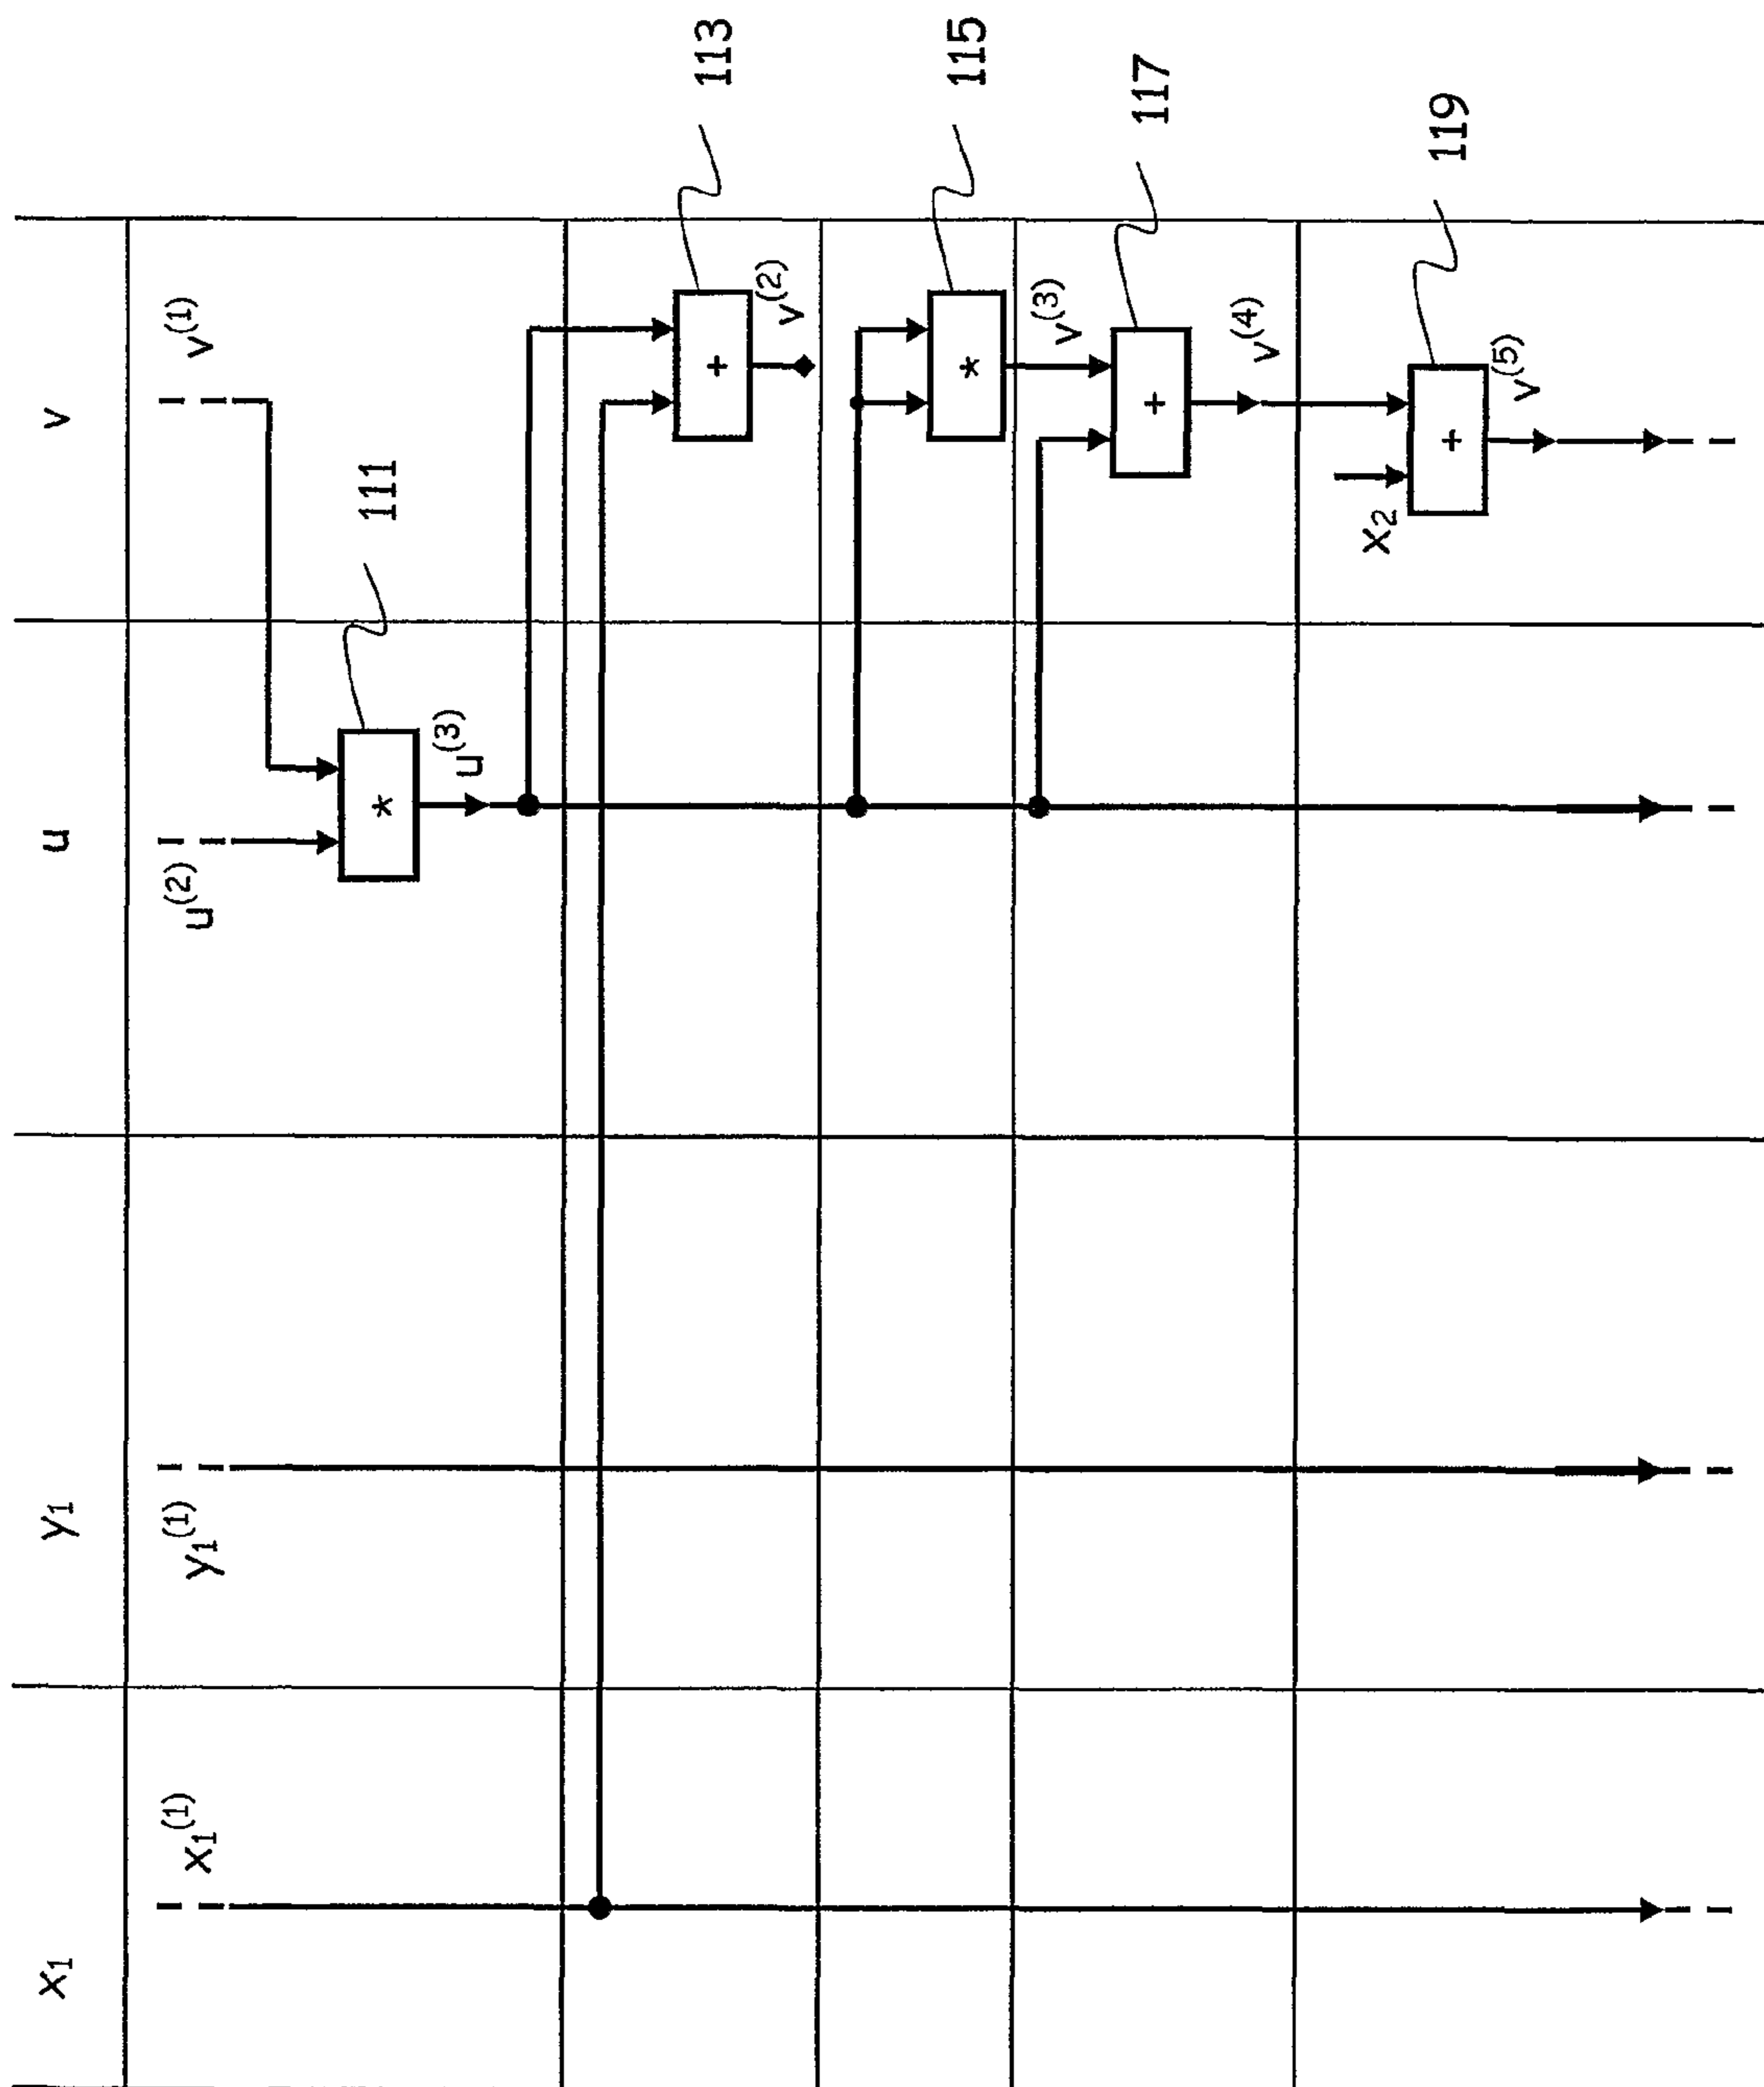 x₁ y₁ u v
x₁⁽¹⁾ y₁⁽¹⁾ u⁽²⁾ v⁽¹⁾
111
*
u⁽³⁾
113
+
v⁽²⁾
115
*
v⁽³⁾
117
+
v⁽⁴⁾
x₂
119
+
v⁽⁵⁾